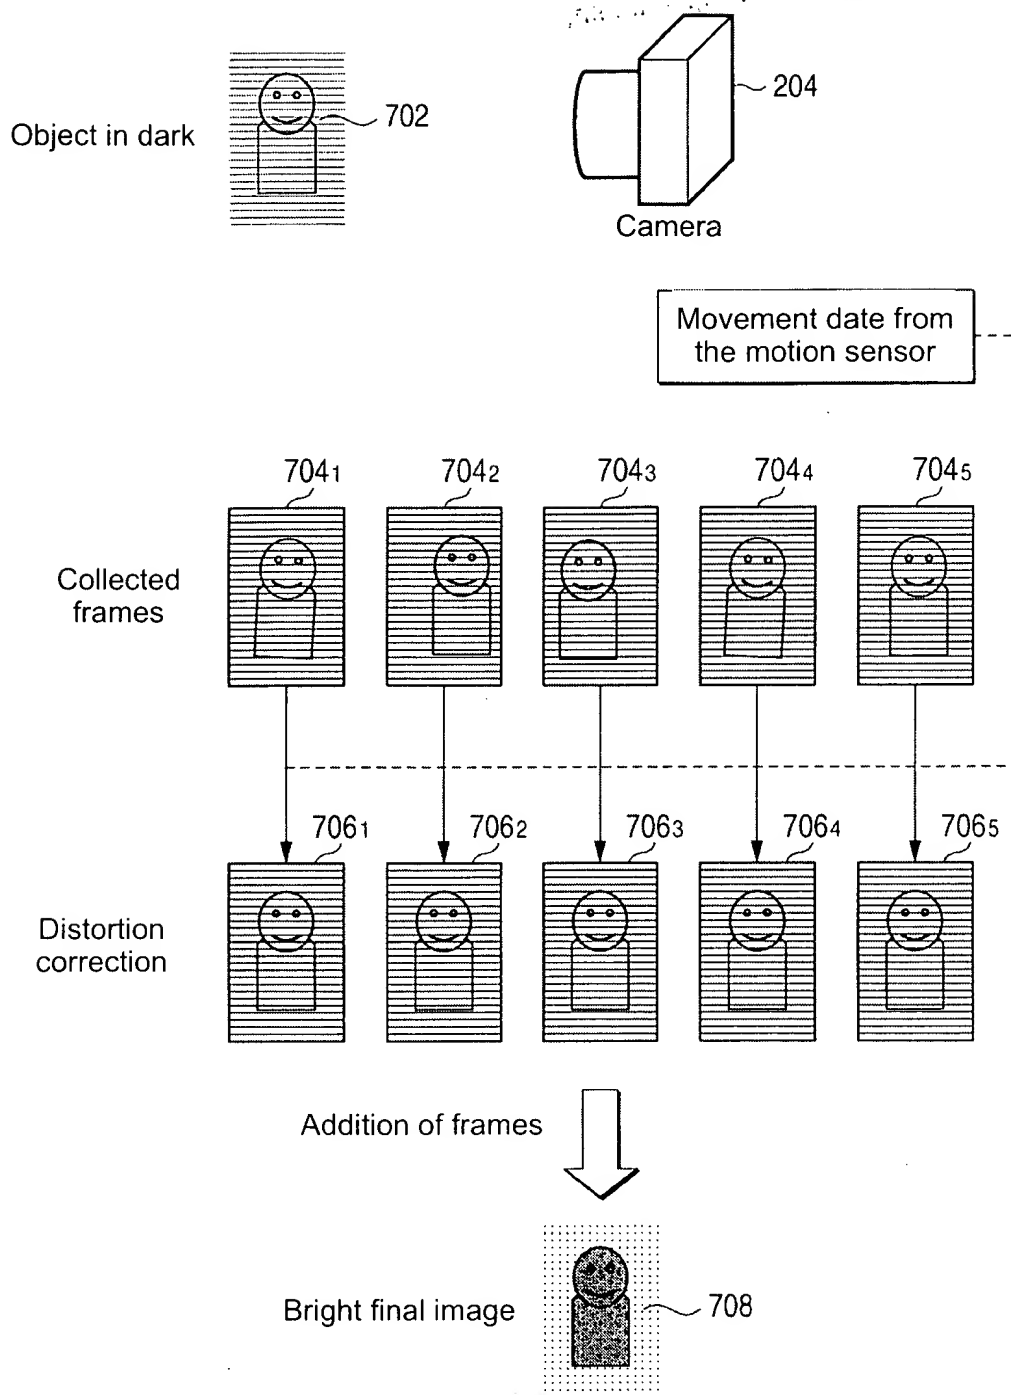 Object in dark
702
204
Camera
Movement date from
the motion sensor
704₁
704₂
704₃
704₄
704₅
Collected
frames
706₁
706₂
706₃
706₄
706₅
Distortion
correction
Addition of frames
Bright final image
708